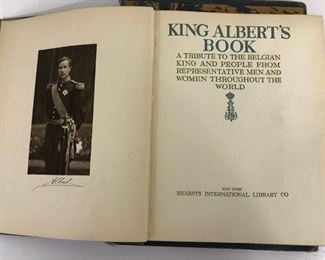 Albert
KING ALBERT'S
BOOK
A TRIBUTE TO THE BELGIAN
KING AND PEOPLE FROM
REPRESENTATIVE MEN AND
WOMEN THROUGHOUT THE
WORLD
NEW YORK
HEARST'S INTERNATIONAL LIBRARY CO